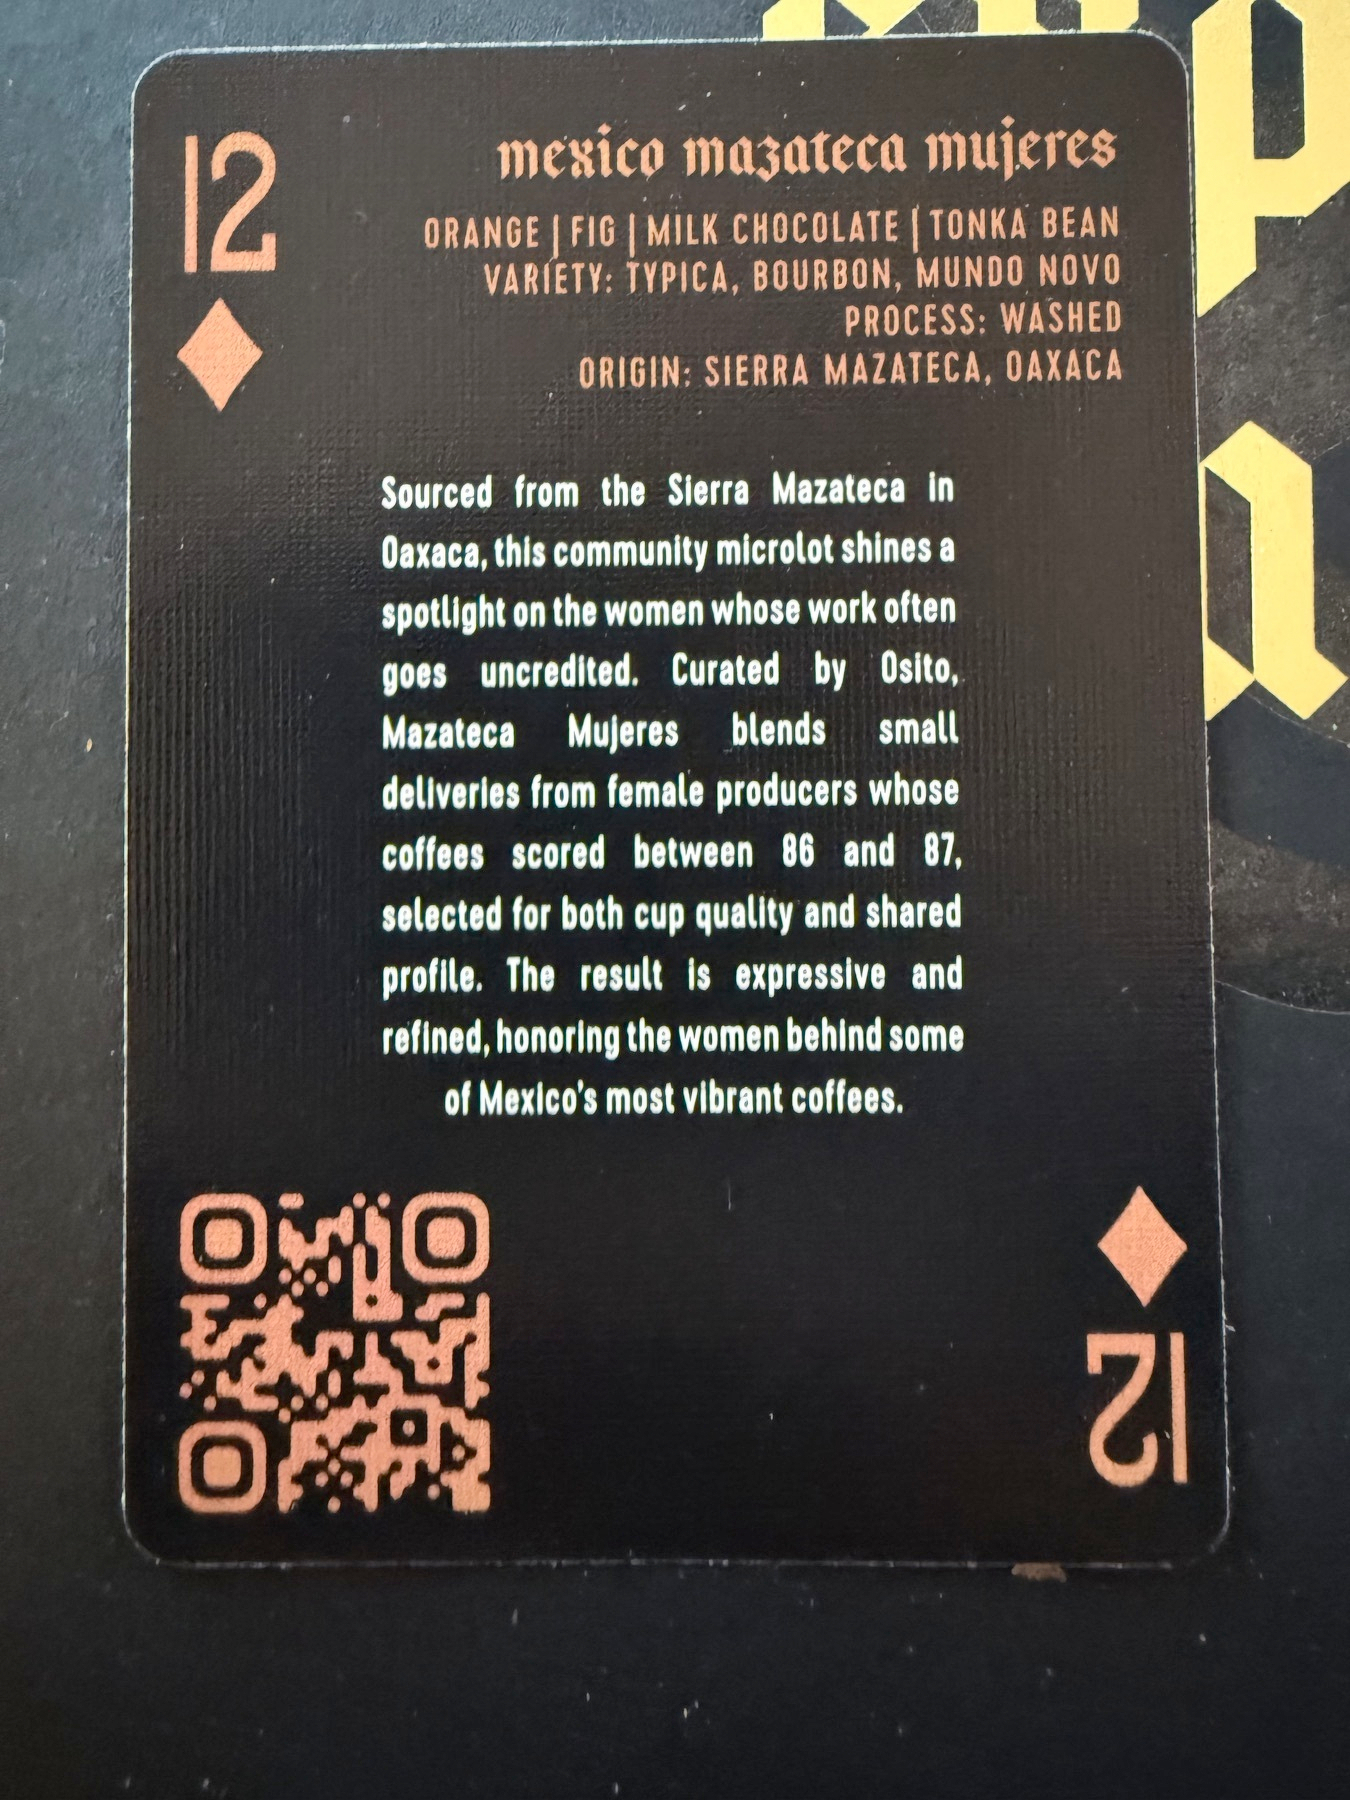 12
mexico mazateca mujeres
ORANGE | FIG | MILK CHOCOLATE | TONKA BEAN
VARIETY: TYPICA, BOURBON, MUNDO NOVO
PROCESS: WASHED
ORIGIN: SIERRA MAZATECA, OAXACA
Sourced from the Sierra Mazateca in
Oaxaca, this community microlot shines a
spotlight on the women whose work often
goes uncredited. Curated by Osito,
Mazateca Mujeres blends small
deliveries from female producers whose
coffees scored between 86 and 87,
selected for both cup quality and shared
profile. The result is expressive and
refined, honoring the women behind some
of Mexico's most vibrant coffees.
12